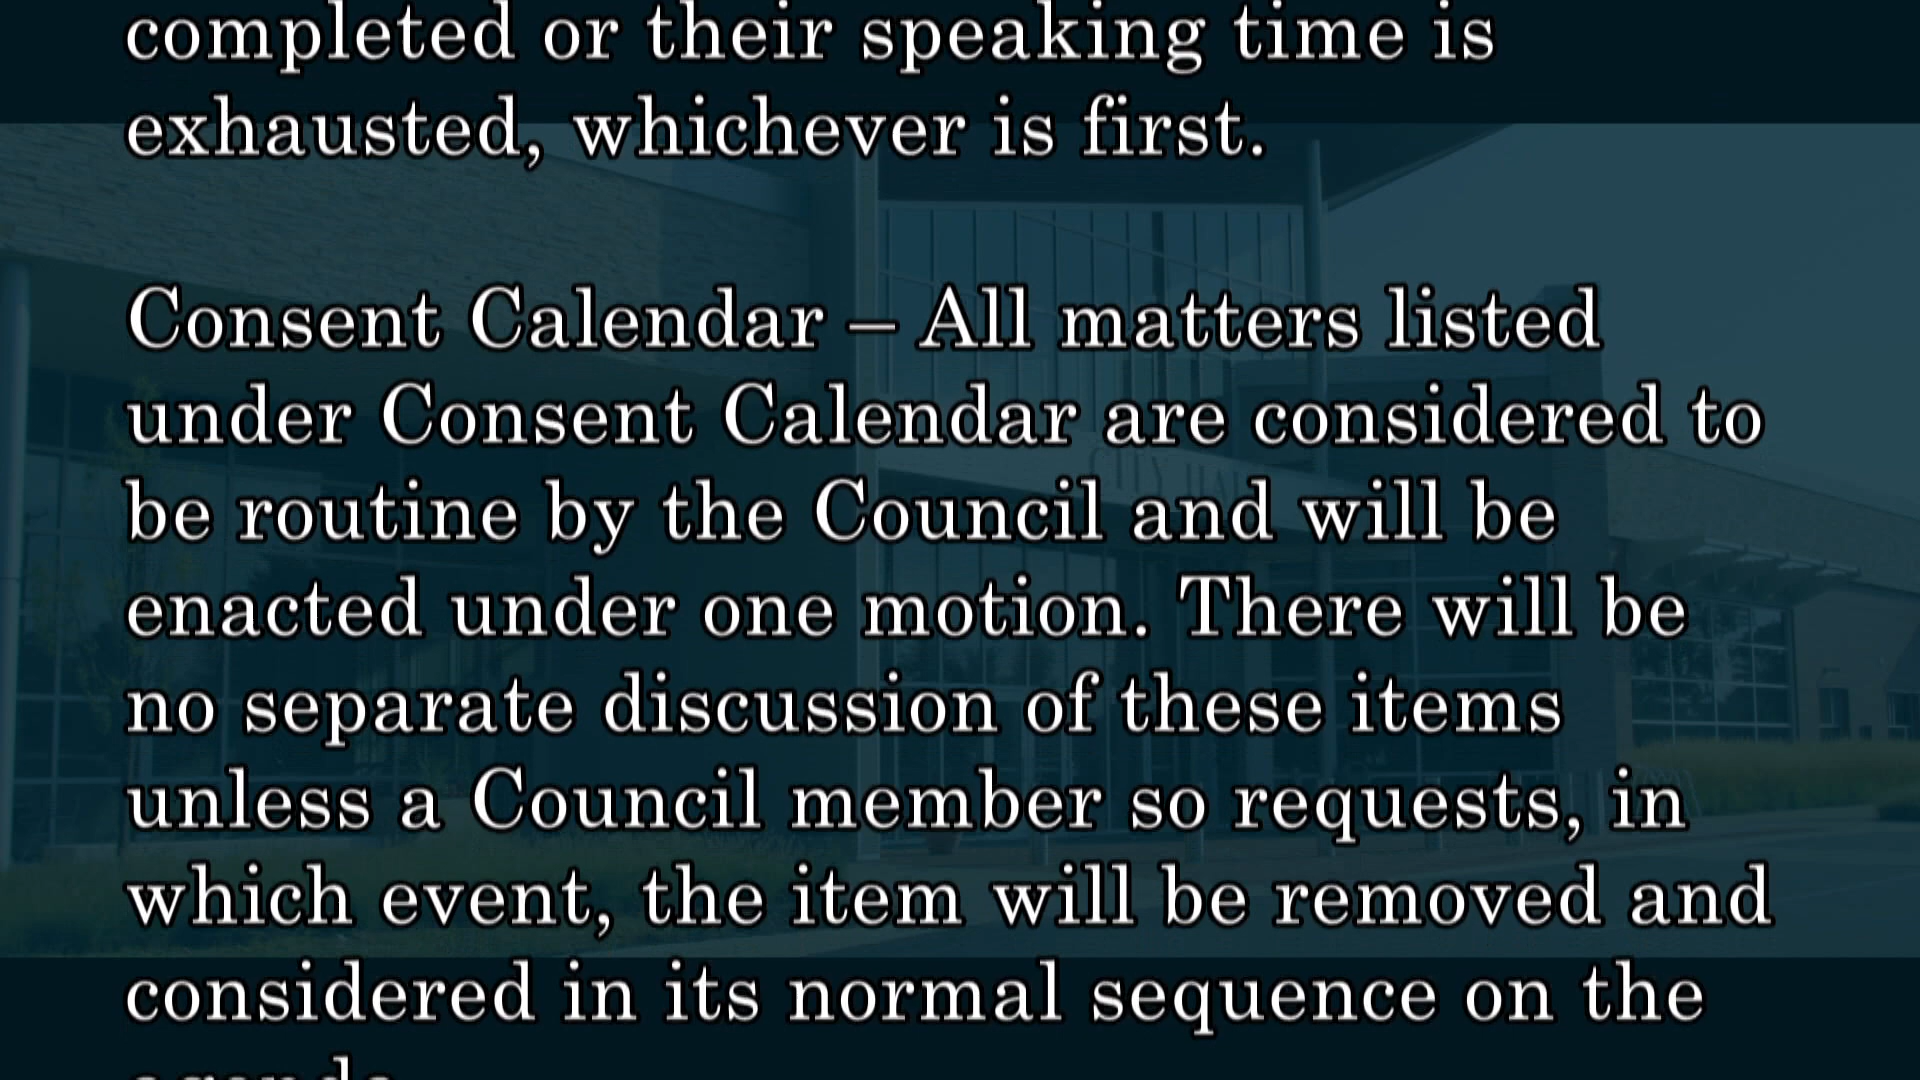 completed or their speaking time is
exhausted, whichever is first.
Consent Calendar – All matters listed
under Consent Calendar are considered to
be routine by the Council and will be
enacted under one motion. There will be
no separate discussion of these items
unless a Council member so requests, in
which event, the item will be removed and
considered in its normal sequence on the
CITY HALL